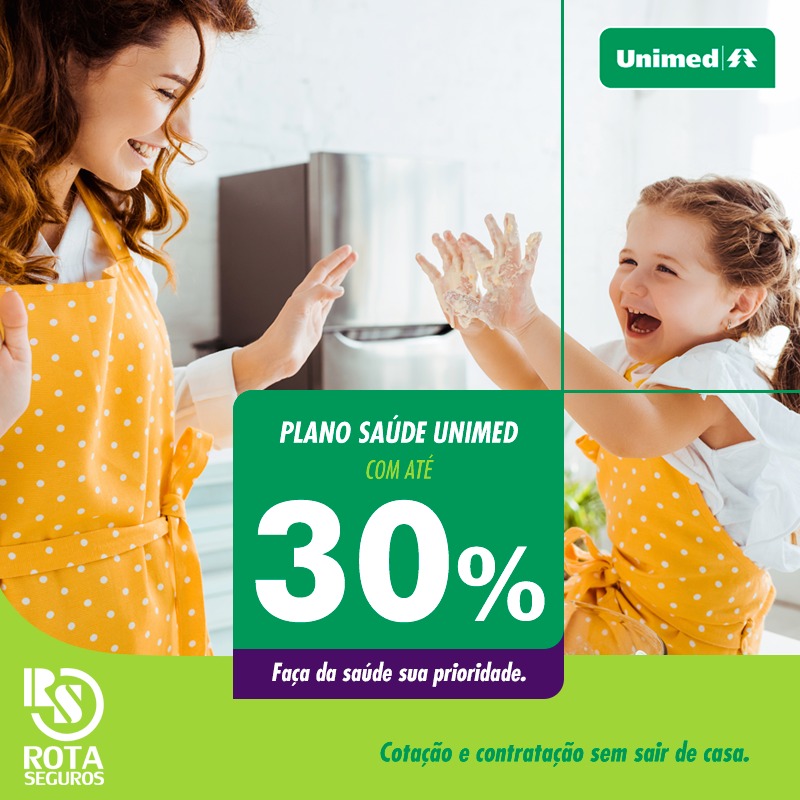 Unimed
PLANO SAÚDE UNIMED
COM ATÉ
30%
Faça da saúde sua prioridade.
RS
ROTA
SEGUROS
Cotação e contratação sem sair de casa.